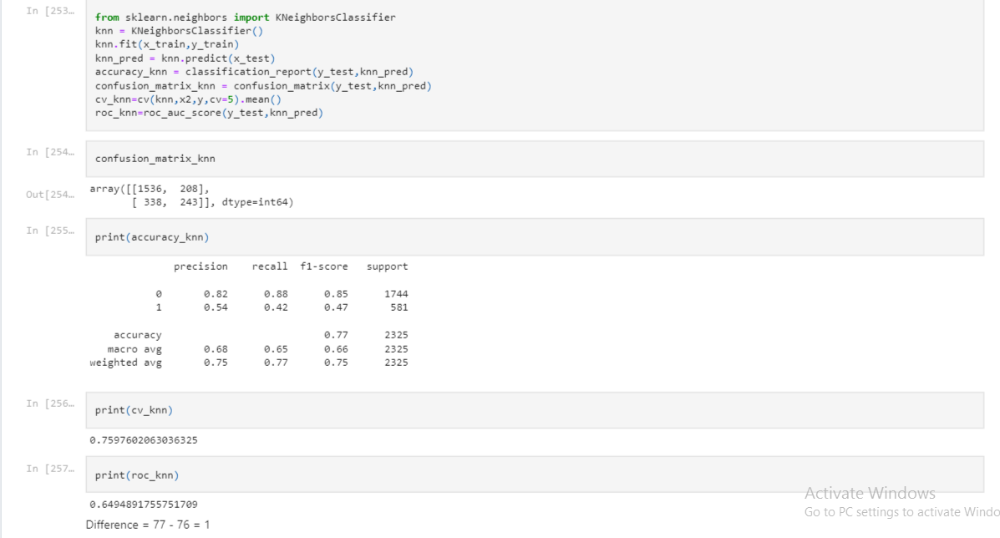 In [253…
from sklearn.neighbors import KNeighborsClassifier
knn = KNeighborsClassifier()
knn.fit(x_train,y_train)
knn_pred = knn.predict(x_test)
accuracy_knn = classification_report(y_test,knn_pred)
confusion_matrix_knn = confusion_matrix(y_test,knn_pred)
cv_knn=cv(knn,x2,y,cv=5).mean()
roc_knn=roc_auc_score(y_test,knn_pred)
In [254…
confusion_matrix_knn
Out[254…
array([[1536, 208],
[ 338, 243]], dtype=int64)
In [255…
print(accuracy_knn)
precision recall f1-score support
0 0.82 0.88 0.85 1744
1 0.54 0.42 0.47 581
accuracy 0.77 2325
macro avg 0.68 0.65 0.66 2325
weighted avg 0.75 0.77 0.75 2325
In [256…
print(cv_knn)
0.7597602063036325
In [257…
print(roc_knn)
0.6494891755751709
Difference = 77 - 76 = 1
Activate Windows
Go to PC settings to activate Windo